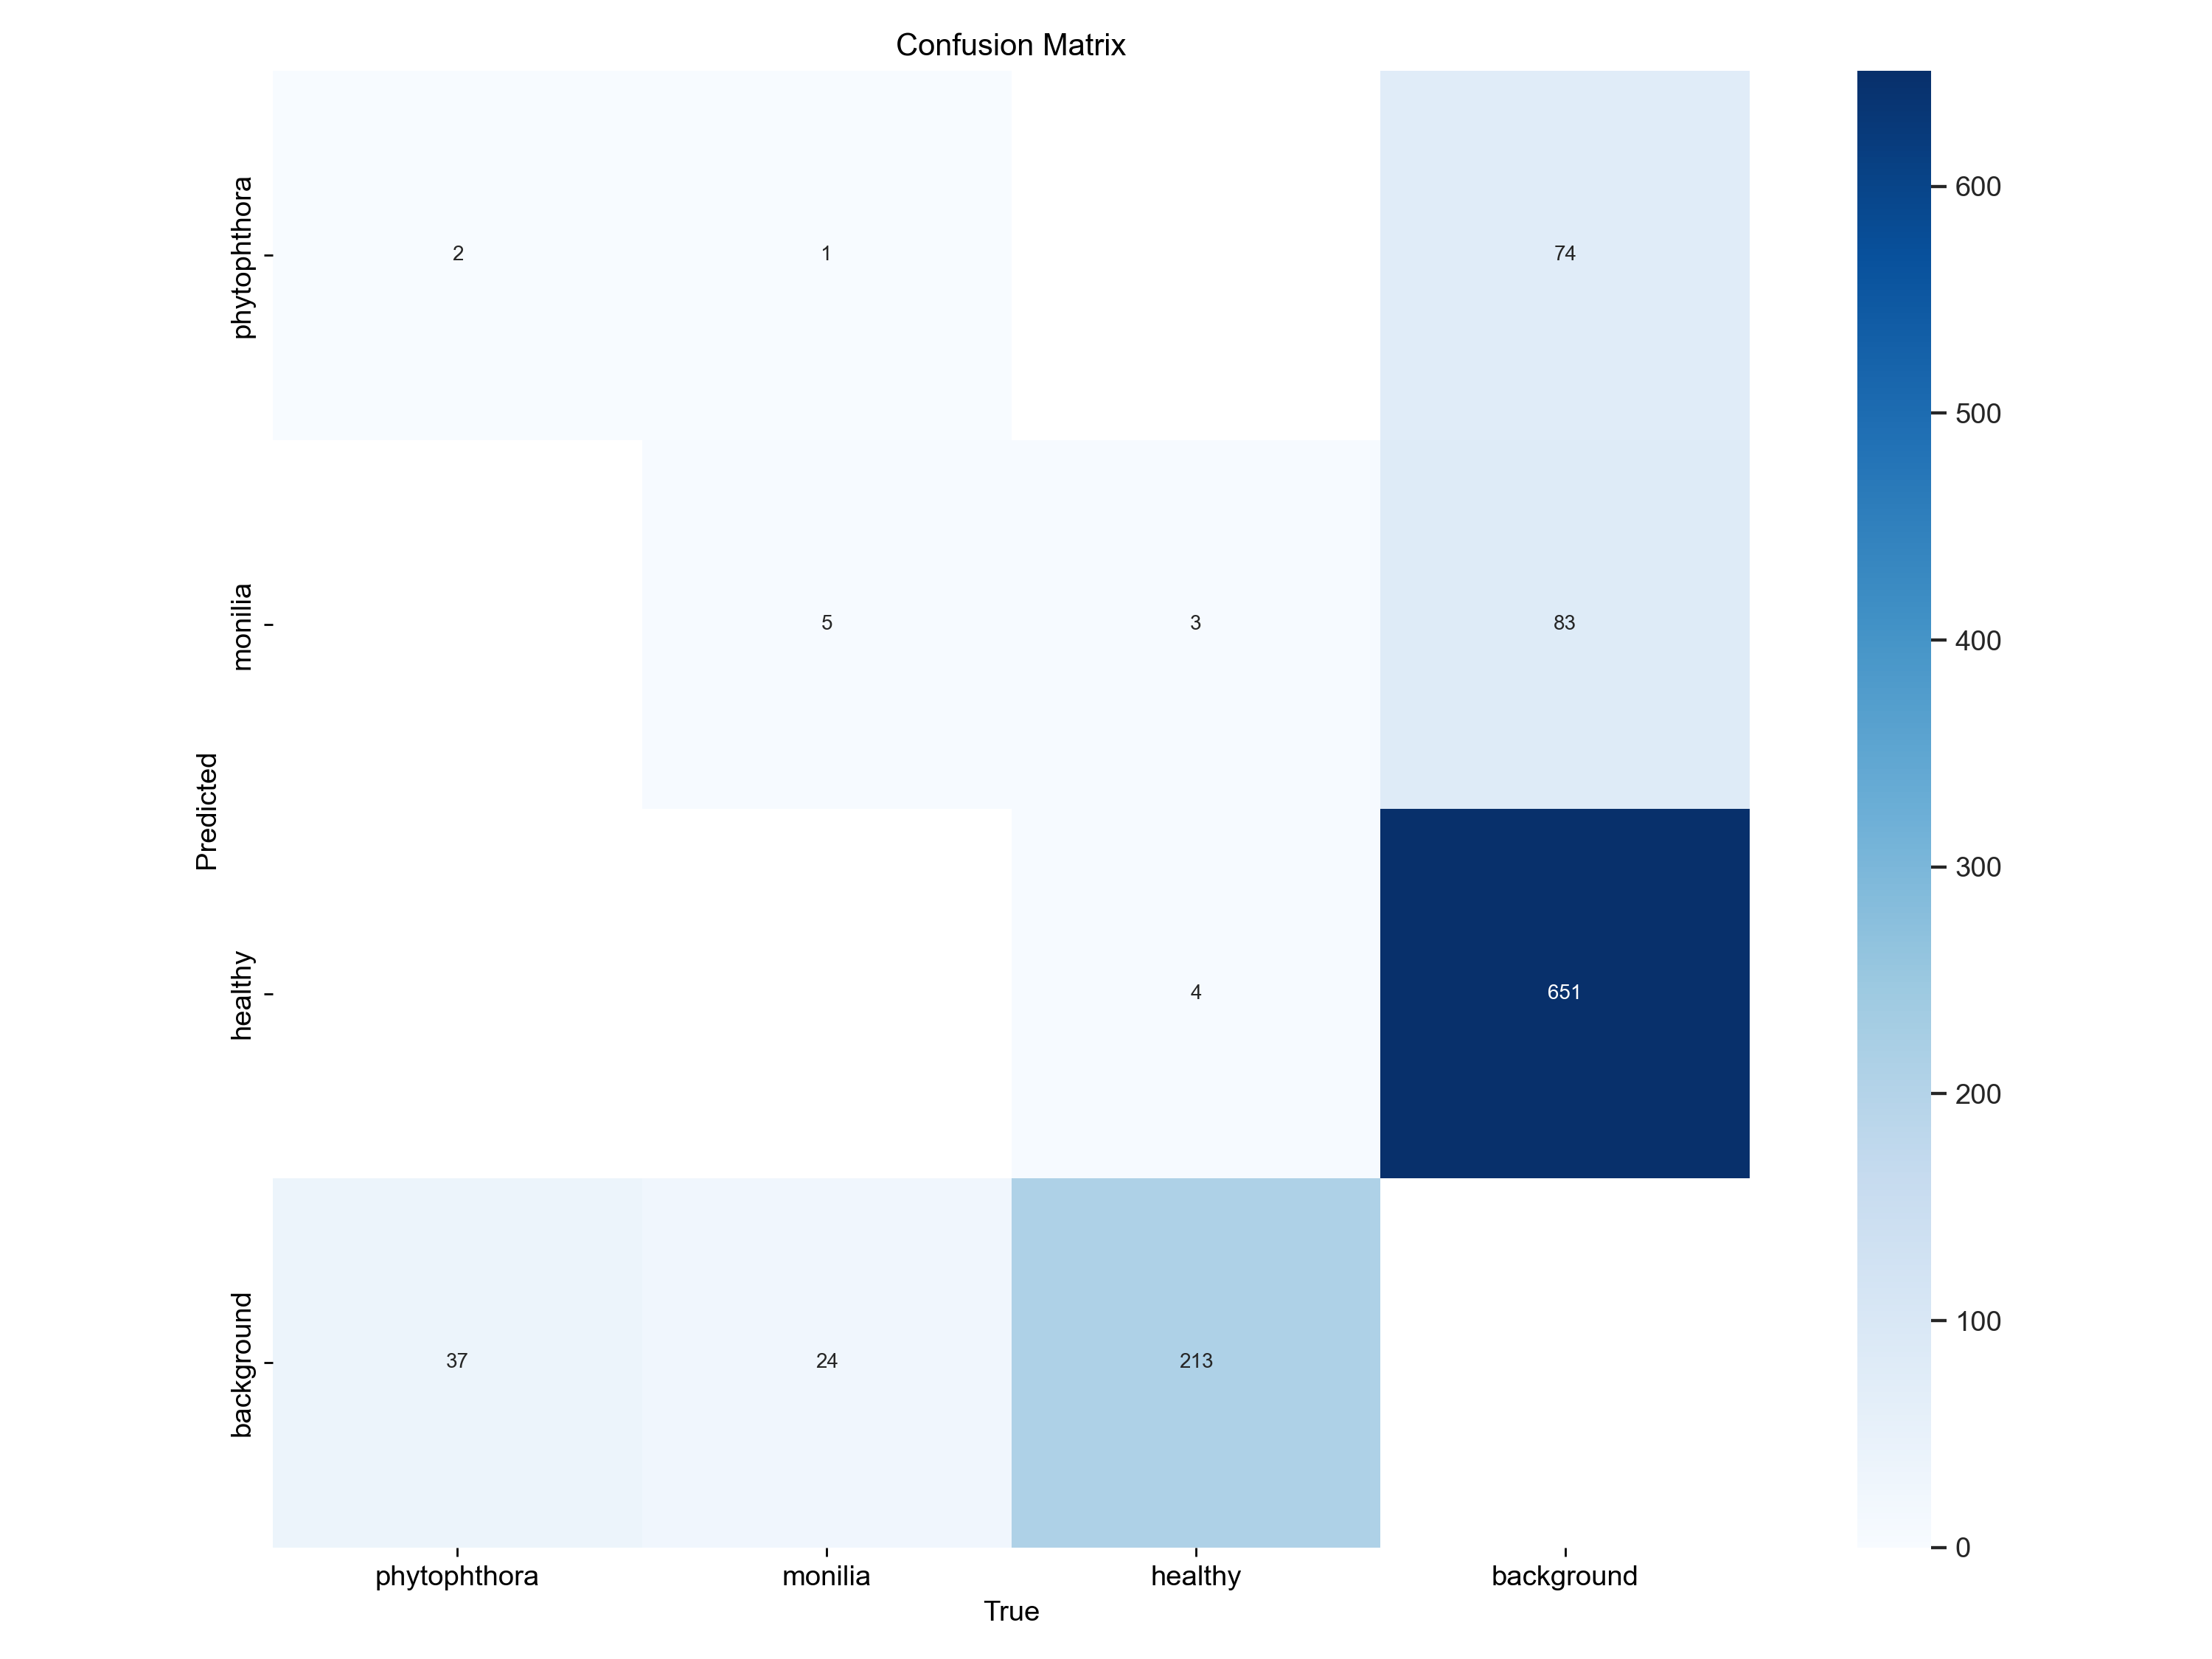 Confusion Matrix
Predicted
phytophthora
2
1
74
monilia
5
3
83
healthy
4
651
background
37
24
213
phytophthora
monilia
healthy
background
True
600
500
400
300
200
100
0